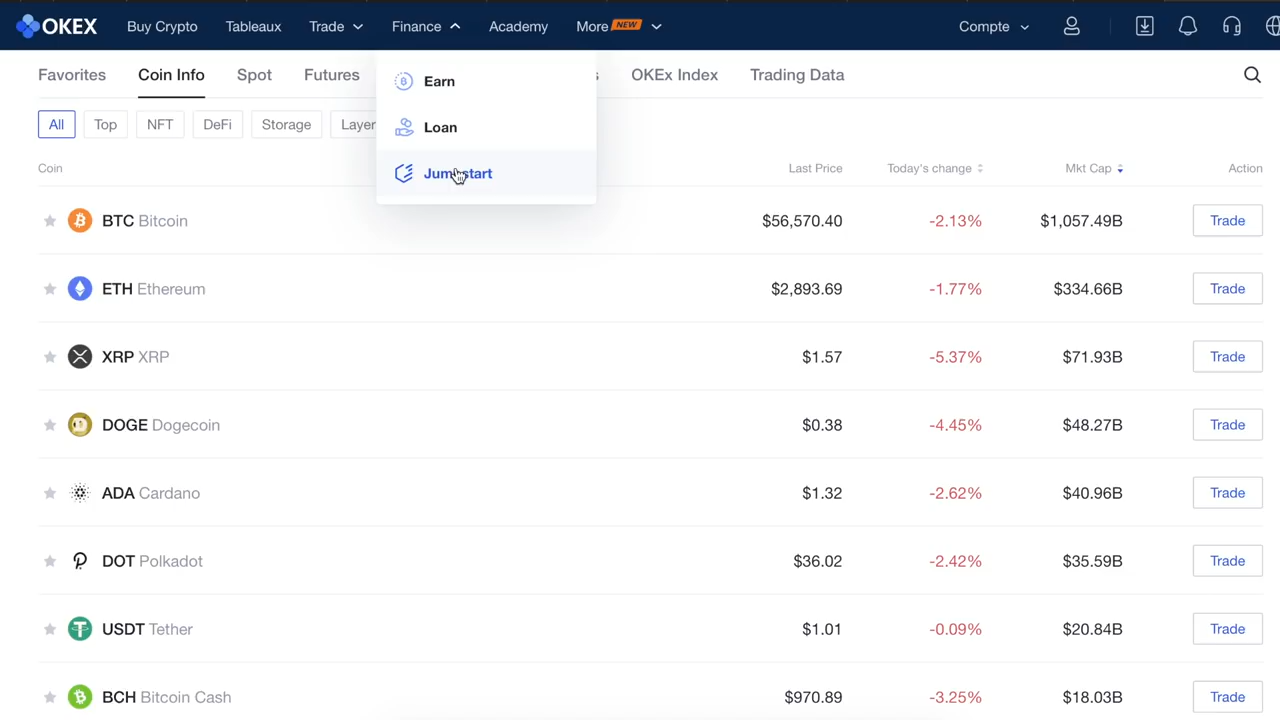 OKEX Buy Crypto Tableaux Trade Finance Academy More NEW Compte
Favorites Coin Info Spot Futures OKEx Index Trading Data
Earn
All Top NFT DeFi Storage Layer
Loan
Coin Last Price Today's change Mkt Cap Action
Jumpstart
BTC Bitcoin $56,570.40 -2.13% $1,057.49B Trade
ETH Ethereum $2,893.69 -1.77% $334.66B Trade
XRP XRP $1.57 -5.37% $71.93B Trade
DOGE Dogecoin $0.38 -4.45% $48.27B Trade
ADA Cardano $1.32 -2.62% $40.96B Trade
DOT Polkadot $36.02 -2.42% $35.59B Trade
USDT Tether $1.01 -0.09% $20.84B Trade
BCH Bitcoin Cash $970.89 -3.25% $18.03B Trade